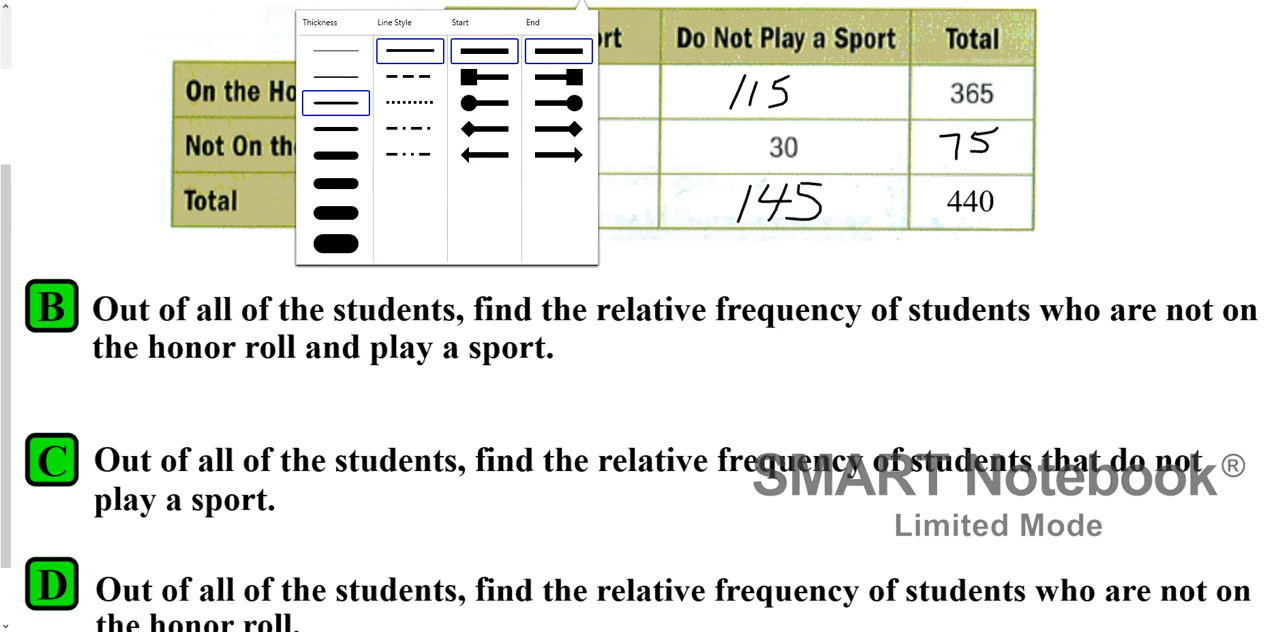 Thickness Line Style Start End
rt Do Not Play a Sport Total
On the Ho 115 365
Not On th 30 75
Total 145 440
B Out of all of the students, find the relative frequency of students who are not on
the honor roll and play a sport.
C Out of all of the students, find the relative frequency of students that do not
play a sport.
SMART Notebook®
Limited Mode
D Out of all of the students, find the relative frequency of students who are not on
the honor roll.